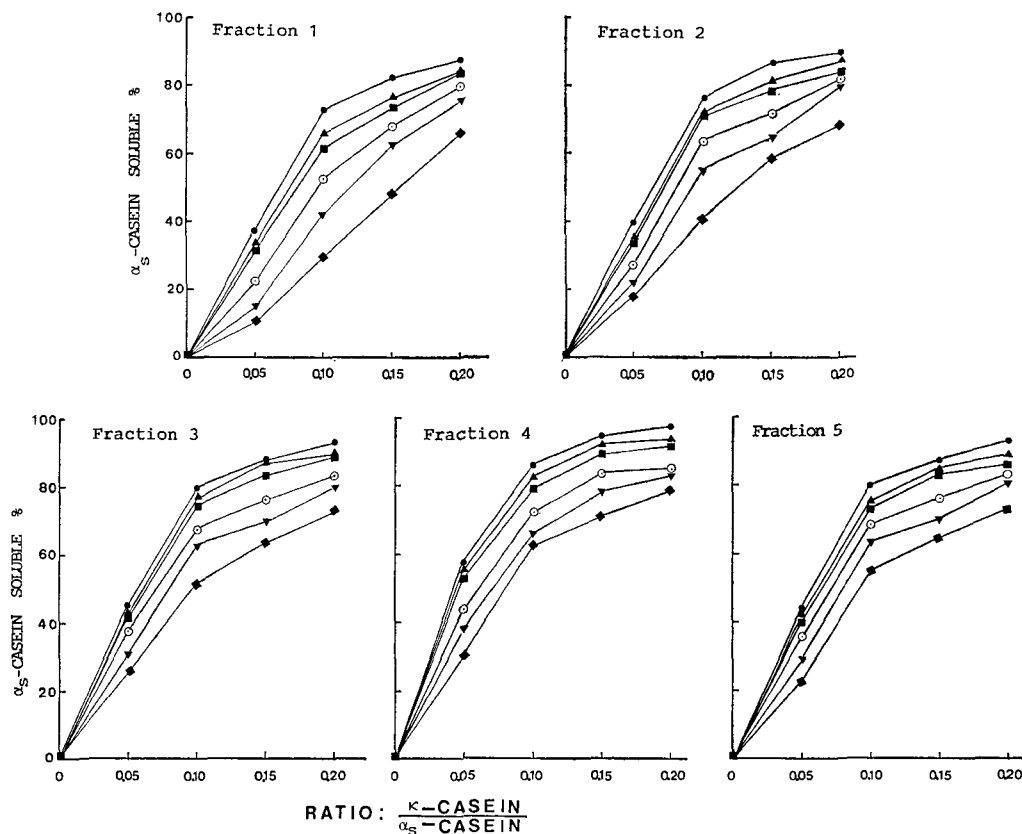 Fraction 1
Fraction 2
100
80
60
40
20
0
αs-CASEIN SOLUBLE %
0 0,05 0,10 0,15 0,20
0 0,05 0,10 0,15 0,20
Fraction 3
Fraction 4
Fraction 5
100
80
60
40
20
0
αs-CASEIN SOLUBLE %
0 0,05 0,10 0,15 0,20
0 0,05 0,10 0,15 0,20
0 0,05 0,10 0,15 0,20
RATIO: κ-CASEIN
αs-CASEIN